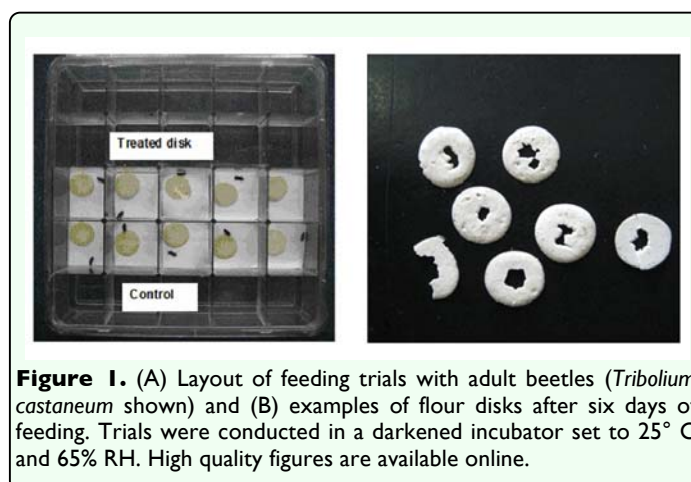 Treated disk
Control
Figure 1. (A) Layout of feeding trials with adult beetles (Tribolium
castaneum shown) and (B) examples of flour disks after six days of
feeding. Trials were conducted in a darkened incubator set to 25° C
and 65% RH. High quality figures are available online.